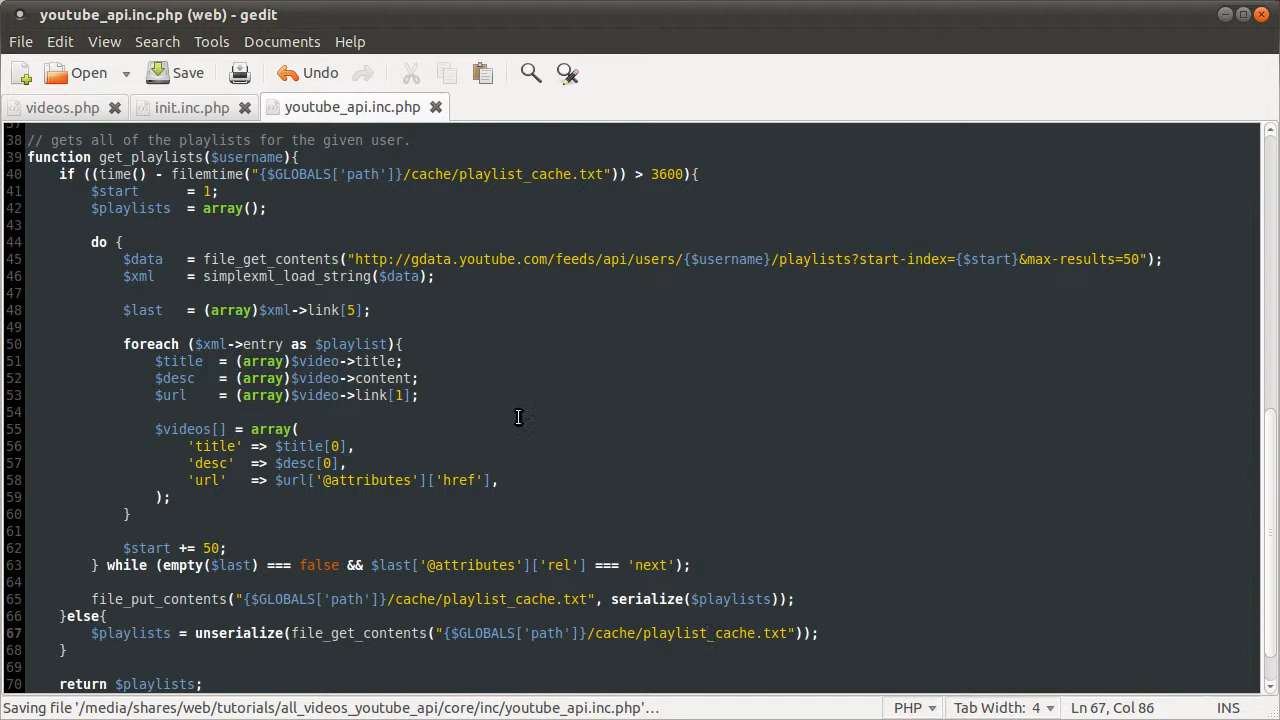 youtube_api.inc.php (web) - gedit
File Edit View Search Tools Documents Help
Open Save Undo
videos.php init.inc.php youtube_api.inc.php
37
38 // gets all of the playlists for the given user.
39 function get_playlists($username){
40 if ((time() - filemtime("{$GLOBALS['path']}/cache/playlist_cache.txt")) > 3600){
41 $start = 1;
42 $playlists = array();
43
44 do {
45 $data = file_get_contents("http://gdata.youtube.com/feeds/api/users/{$username}/playlists?start-index={$start}&max-results=50");
46 $xml = simplexml_load_string($data);
47
48 $last = (array)$xml->link[5];
49
50 foreach ($xml->entry as $playlist){
51 $title = (array)$video->title;
52 $desc = (array)$video->content;
53 $url = (array)$video->link[1];
54
55 $videos[] = array(
56 'title' => $title[0],
57 'desc' => $desc[0],
58 'url' => $url['@attributes']['href'],
59 );
60 }
61
62 $start += 50;
63 } while (empty($last) === false && $last['@attributes']['rel'] === 'next');
64
65 file_put_contents("{$GLOBALS['path']}/cache/playlist_cache.txt", serialize($playlists));
66 }else{
67 $playlists = unserialize(file_get_contents("{$GLOBALS['path']}/cache/playlist_cache.txt"));
68 }
69
70 return $playlists;
Saving file '/media/shares/web/tutorials/all_videos_youtube_api/core/inc/youtube_api.inc.php'… PHP Tab Width: 4 Ln 67, Col 86 INS